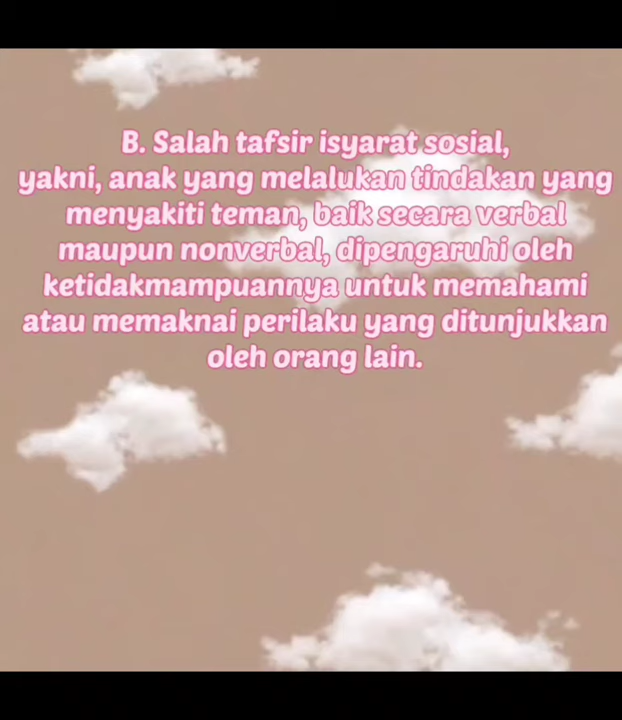 B. Salah tafsir isyarat sosial,
yakni, anak yang melalukan tindakan yang
menyakiti teman, baik secara verbal
maupun nonverbal, dipengaruhi oleh
ketidakmampuannya untuk memahami
atau memaknai perilaku yang ditunjukkan
oleh orang lain.